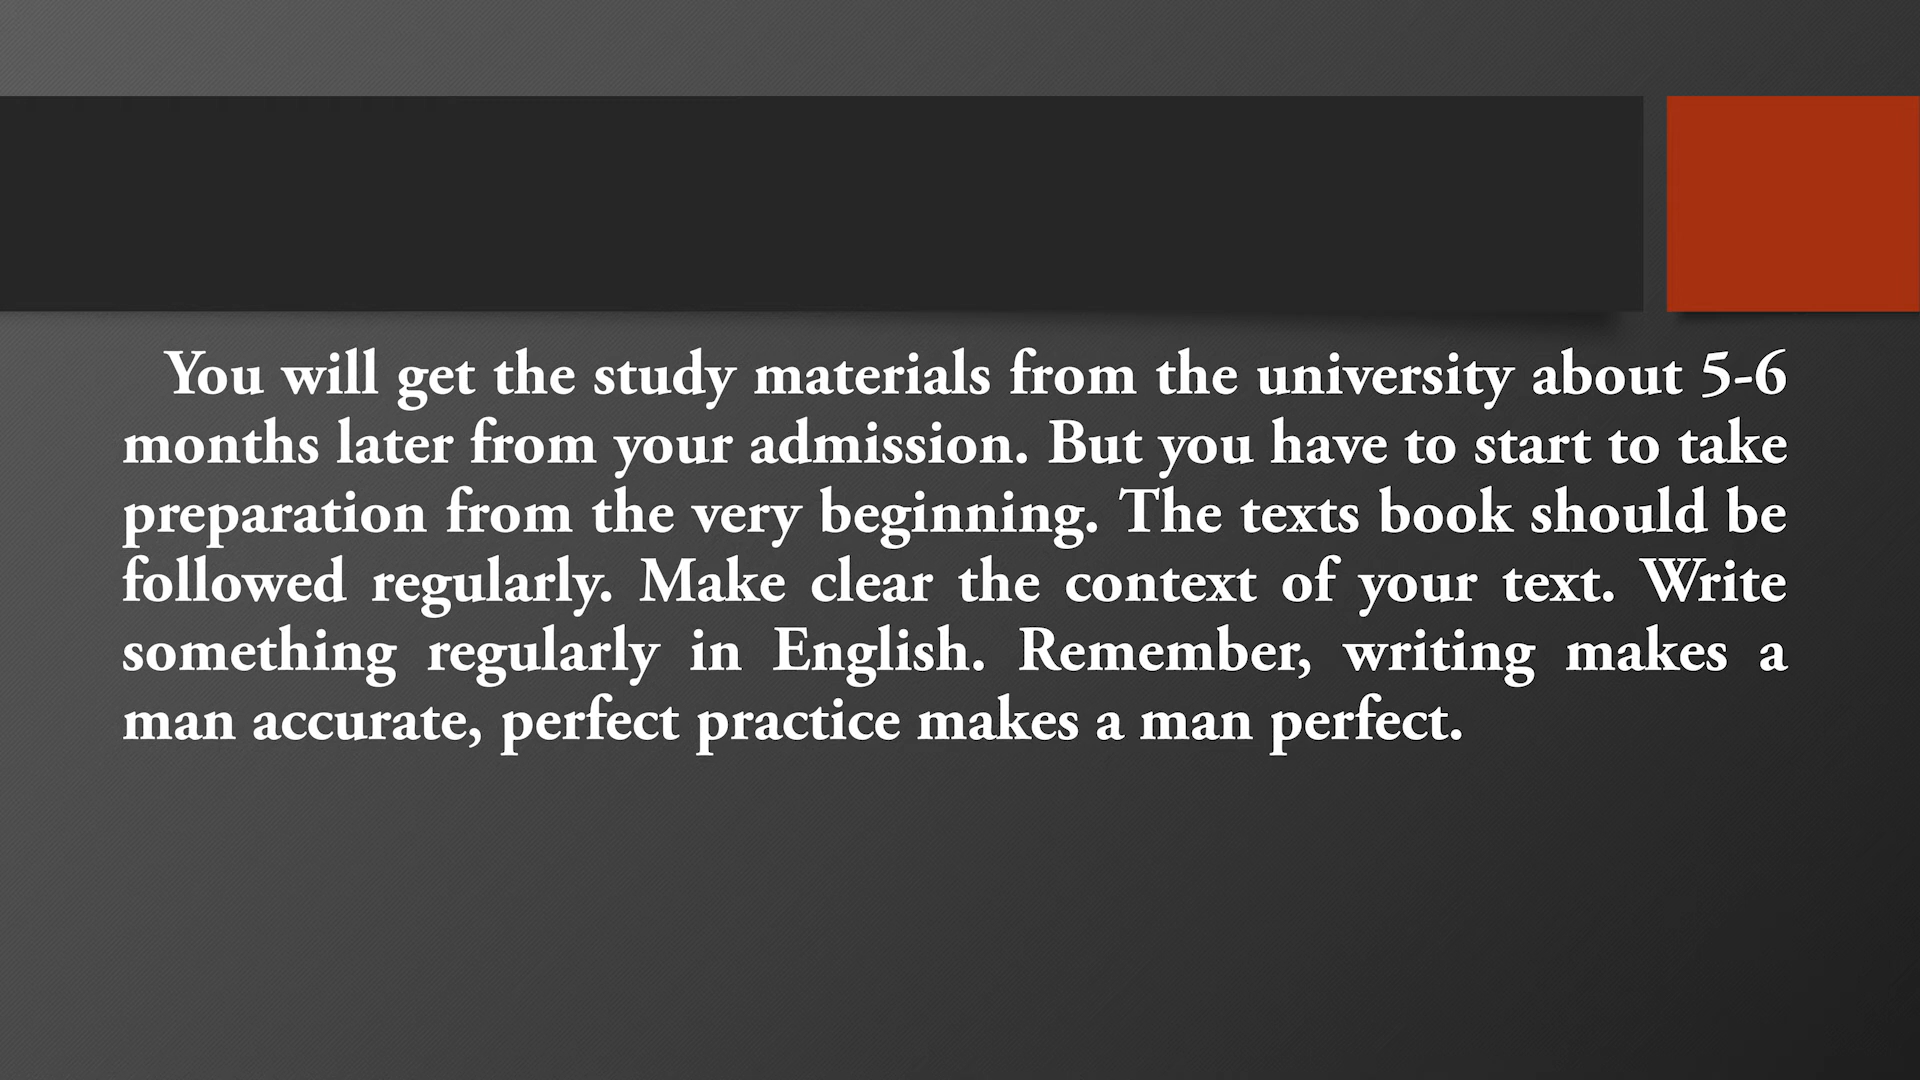 You will get the study materials from the university about 5-6
months later from your admission. But you have to start to take
preparation from the very beginning. The texts book should be
followed regularly. Make clear the context of your text. Write
something regularly in English. Remember, writing makes a
man accurate, perfect practice makes a man perfect.